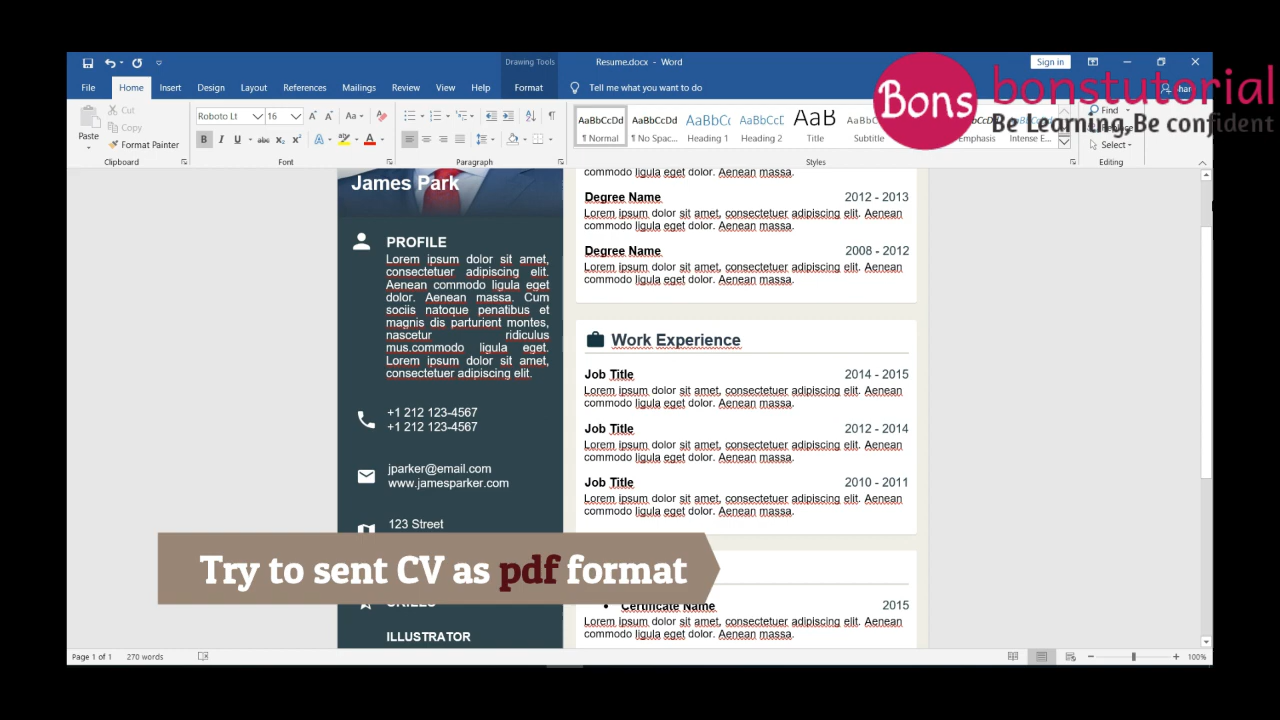 Drawing Tools
Resume.docx - Word
Sign in
File
Home
Insert
Design
Layout
References
Mailings
Review
View
Help
Format
Tell me what you want to do
Share
Bons
bonstutorial
Be Learning,Be confident
Paste
Cut
Copy
Format Painter
Clipboard
Roboto Lt
16
Font
Paragraph
AaBbCcDd
¶ Normal
AaBbCcDd
¶ No Spac...
AaBbC
Heading 1
AaBbCcE
Heading 2
AaB
Title
AaBbCcD
Subtitle
Emphasis
Intense E...
Styles
Find
Select
Editing
James Park
PROFILE
Lorem ipsum dolor sit amet,
consectetuer adipiscing elit.
Aenean commodo ligula eget
dolor. Aenean massa. Cum
sociis natoque penatibus et
magnis dis parturient montes,
nascetur ridiculus
mus.commodo ligula eget.
Lorem ipsum dolor sit amet,
consectetuer adipiscing elit.
+1 212 123-4567
+1 212 123-4567
jparker@email.com
www.jamesparker.com
123 Street
SKILLS
ILLUSTRATOR
commodo ligula eget dolor. Aenean massa.
Degree Name 2012 - 2013
Lorem ipsum dolor sit amet, consectetuer adipiscing elit. Aenean
commodo ligula eget dolor. Aenean massa.
Degree Name 2008 - 2012
Lorem ipsum dolor sit amet, consectetuer adipiscing elit. Aenean
commodo ligula eget dolor. Aenean massa.
Work Experience
Job Title 2014 - 2015
Lorem ipsum dolor sit amet, consectetuer adipiscing elit. Aenean
commodo ligula eget dolor. Aenean massa.
Job Title 2012 - 2014
Lorem ipsum dolor sit amet, consectetuer adipiscing elit. Aenean
commodo ligula eget dolor. Aenean massa.
Job Title 2010 - 2011
Lorem ipsum dolor sit amet, consectetuer adipiscing elit. Aenean
commodo ligula eget dolor. Aenean massa.
Try to sent CV as pdf format
• Certificate Name 2015
Lorem ipsum dolor sit amet, consectetuer adipiscing elit. Aenean
commodo ligula eget dolor. Aenean massa.
Page 1 of 1
270 words
100%